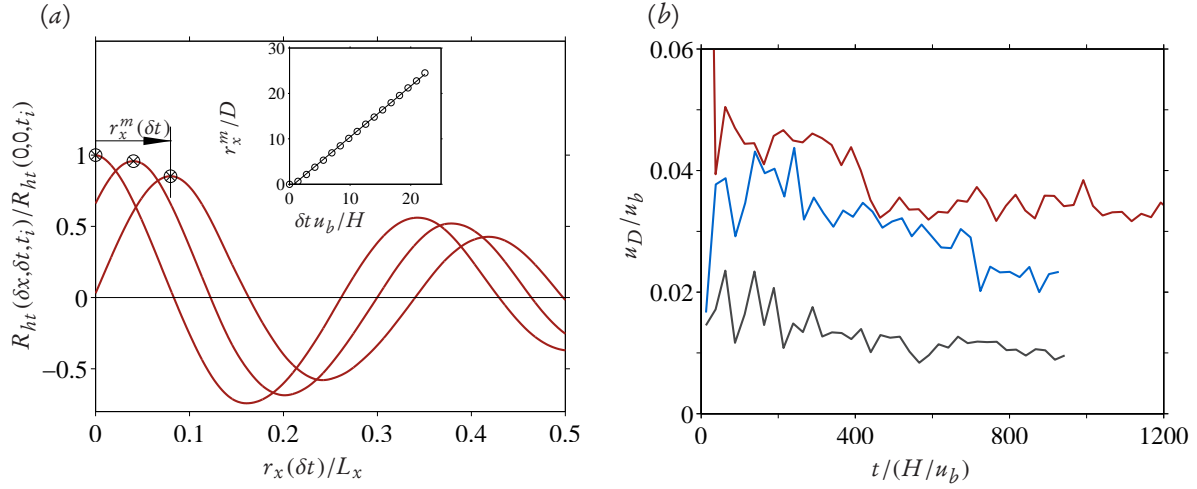 (a)
R_ht(δx,δt,t_i)/R_ht(0,0,t_i)
1
0.5
0
−0.5
r_x^m(δt)
r_x^m/D
30
20
10
0
0 10 20
δt u_b/H
0 0.1 0.2 0.3 0.4 0.5
r_x(δt)/L_x
(b)
u_D/u_b
0.06
0.04
0.02
0
0 400 800 1200
t/(H/u_b)